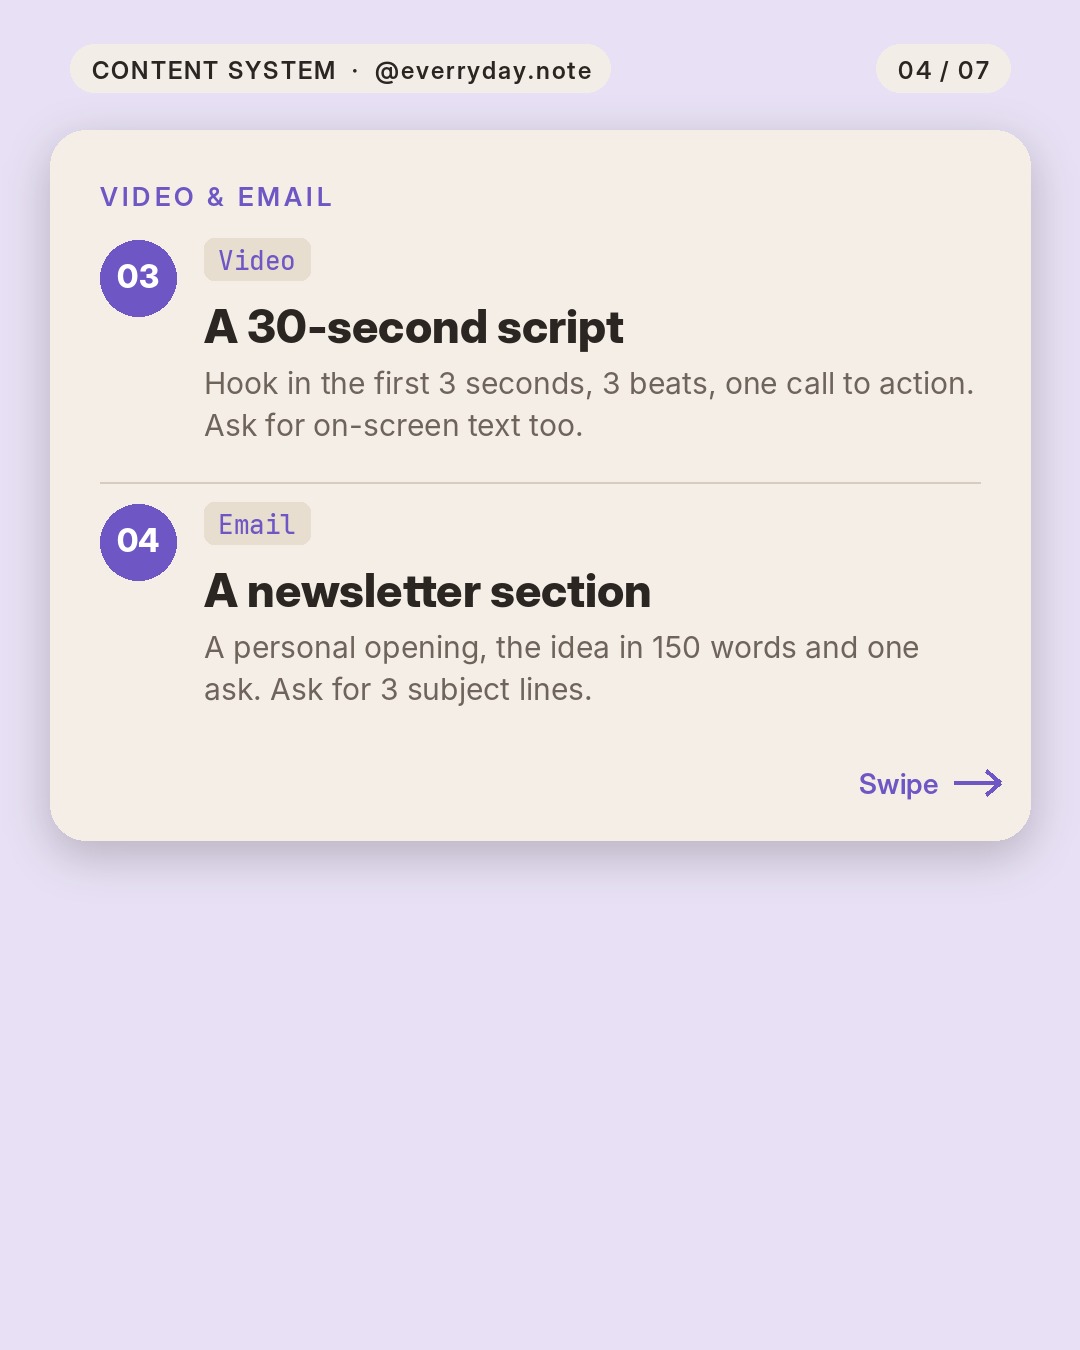 CONTENT SYSTEM · @everryday.note
04 / 07
VIDEO & EMAIL
03
Video
A 30-second script
Hook in the first 3 seconds, 3 beats, one call to action.
Ask for on-screen text too.
04
Email
A newsletter section
A personal opening, the idea in 150 words and one
ask. Ask for 3 subject lines.
Swipe →